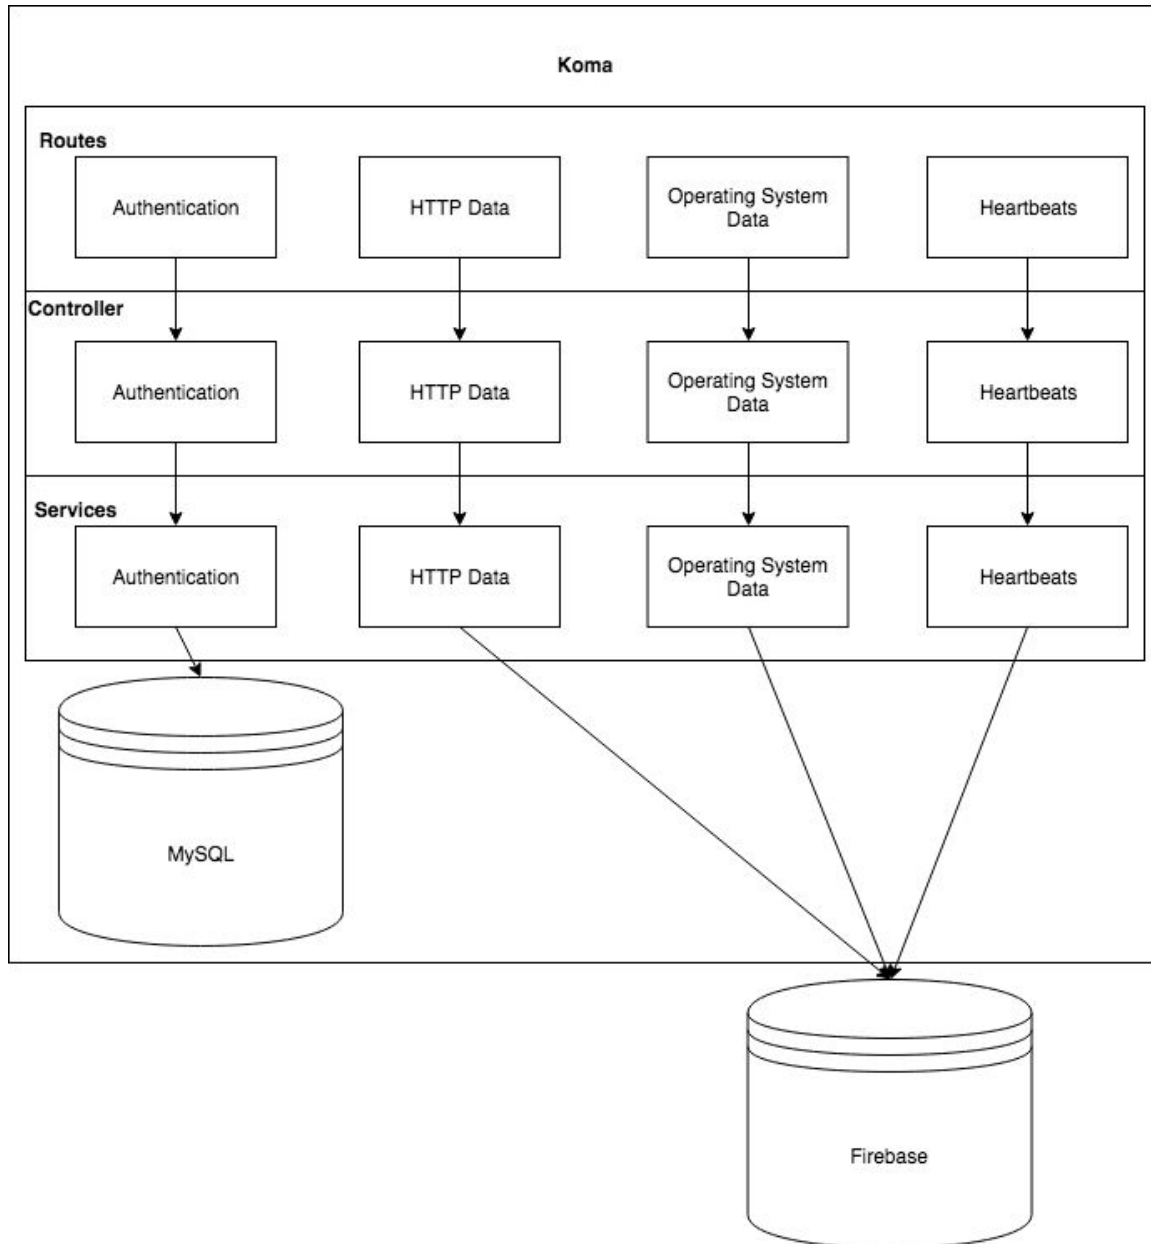 Koma
Routes
Authentication
HTTP Data
Operating System
Data
Heartbeats
Controller
Authentication
HTTP Data
Operating System
Data
Heartbeats
Services
Authentication
HTTP Data
Operating System
Data
Heartbeats
MySQL
Firebase